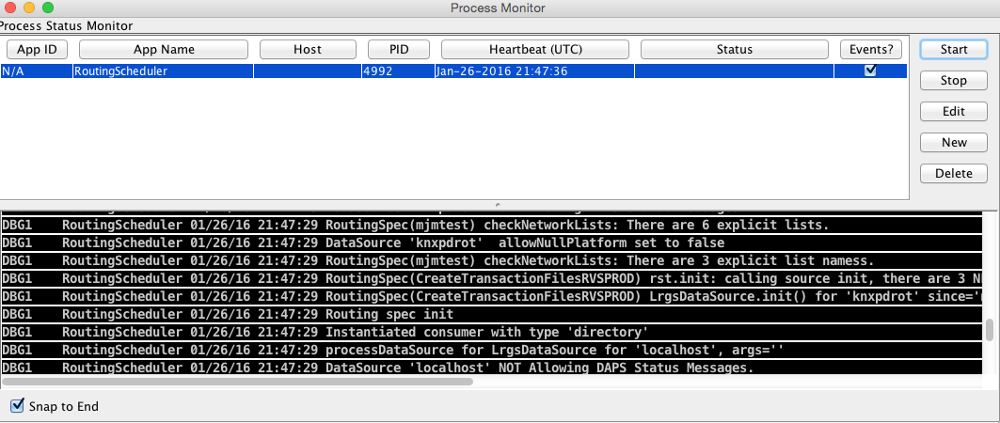 Process Monitor
Process Status Monitor
App ID App Name Host PID Heartbeat (UTC) Status Events? Start
N/A RoutingScheduler 4992 Jan-26-2016 21:47:36
Stop
Edit
New
Delete
DBG1 RoutingScheduler 01/26/16 21:47:29 RoutingSpec(mjmtest) checkNetworkLists: There are 6 explicit lists.
DBG1 RoutingScheduler 01/26/16 21:47:29 DataSource 'knxpdrot' allowNullPlatform set to false
DBG1 RoutingScheduler 01/26/16 21:47:29 RoutingSpec(mjmtest) checkNetworkLists: There are 3 explicit list namess.
DBG1 RoutingScheduler 01/26/16 21:47:29 RoutingSpec(CreateTransactionFilesRVSPROD) rst.init: calling source init, there are 3
DBG1 RoutingScheduler 01/26/16 21:47:29 RoutingSpec(CreateTransactionFilesRVSPROD) LrgsDataSource.init() for 'knxpdrot' since='
DBG1 RoutingScheduler 01/26/16 21:47:29 Routing spec init
DBG1 RoutingScheduler 01/26/16 21:47:29 Instantiated consumer with type 'directory'
DBG1 RoutingScheduler 01/26/16 21:47:29 processDataSource for LrgsDataSource for 'localhost', args=''
DBG1 RoutingScheduler 01/26/16 21:47:29 DataSource 'localhost' NOT Allowing DAPS Status Messages.
Snap to End